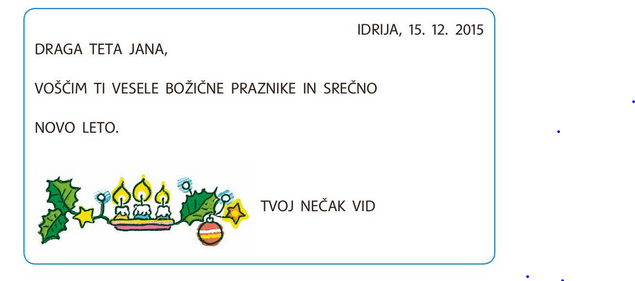 IDRIJA, 15. 12. 2015
DRAGA TETA JANA,
VOŠČIM TI VESELE BOŽIČNE PRAZNIKE IN SREČNO
NOVO LETO.
TVOJ NEČAK VID